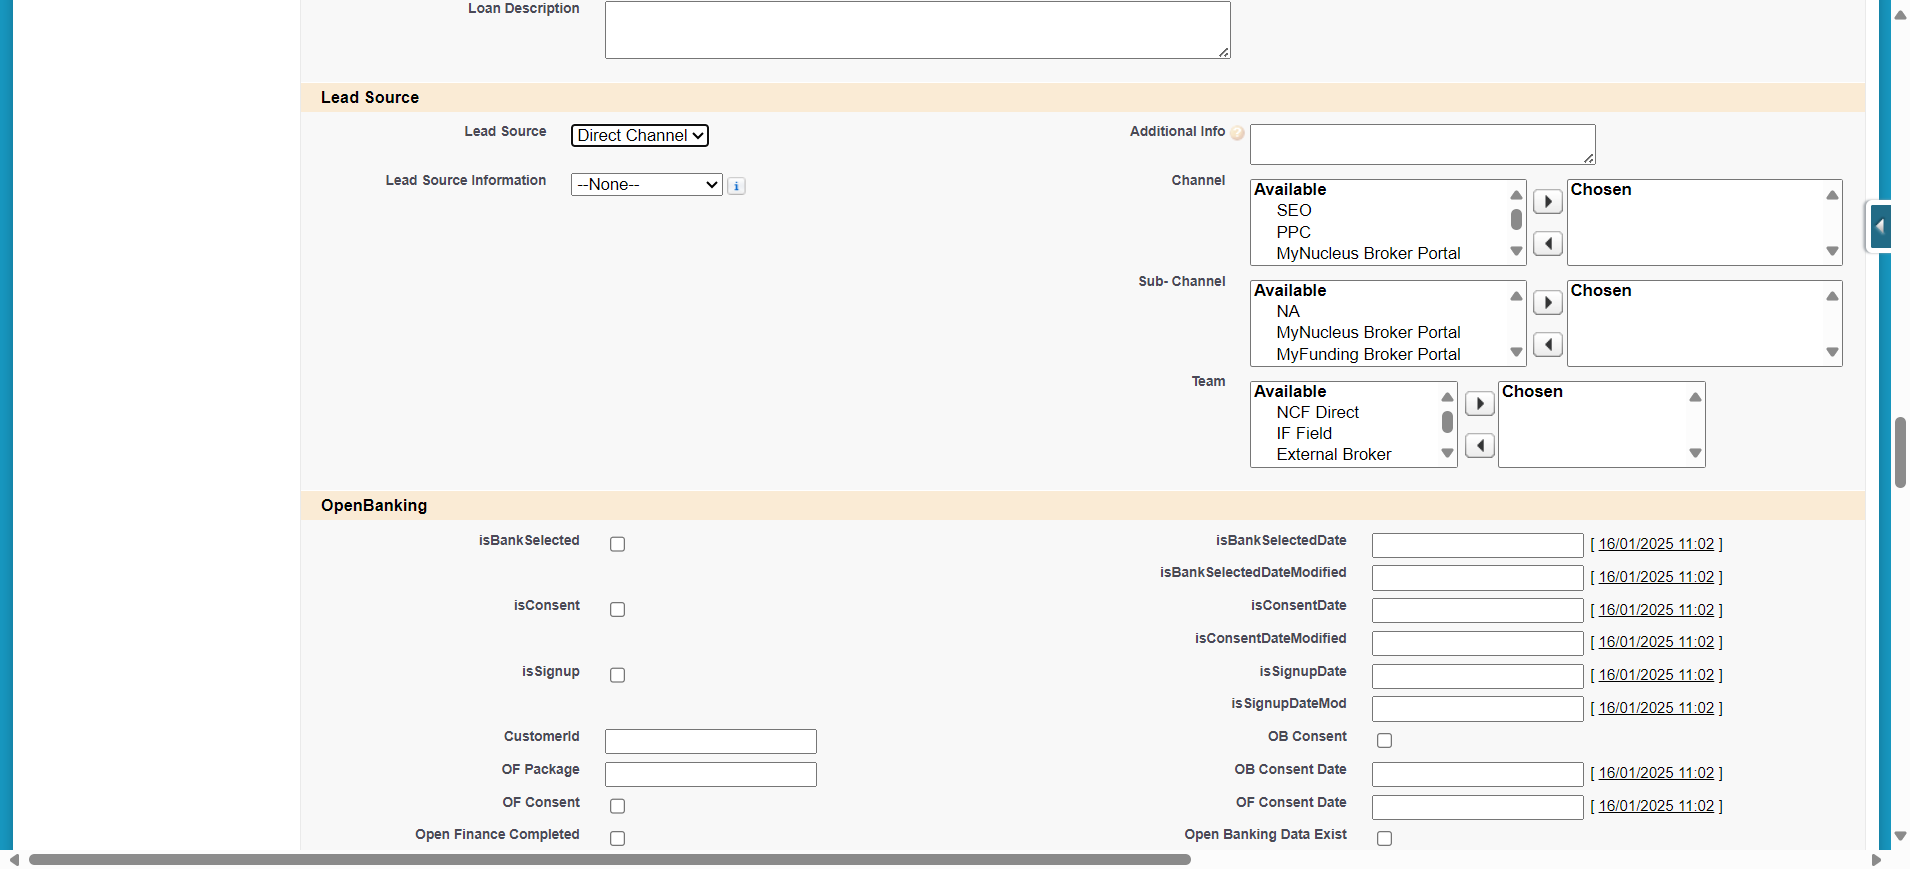 Loan Description
Lead Source
Lead Source Direct Channel
Additional Info ?
Lead Source Information --None-- i
Channel
Available
SEO
PPC
MyNucleus Broker Portal
Chosen
Sub- Channel
Available
NA
MyNucleus Broker Portal
MyFunding Broker Portal
Chosen
Team
Available
NCF Direct
IF Field
External Broker
Chosen
OpenBanking
isBankSelected
isBankSelectedDate [ 16/01/2025 11:02 ]
isBankSelectedDateModified [ 16/01/2025 11:02 ]
isConsent
isConsentDate [ 16/01/2025 11:02 ]
isConsentDateModified [ 16/01/2025 11:02 ]
isSignup
isSignupDate [ 16/01/2025 11:02 ]
isSignupDateMod [ 16/01/2025 11:02 ]
CustomerId
OB Consent
OF Package
OB Consent Date [ 16/01/2025 11:02 ]
OF Consent
OF Consent Date [ 16/01/2025 11:02 ]
Open Finance Completed
Open Banking Data Exist